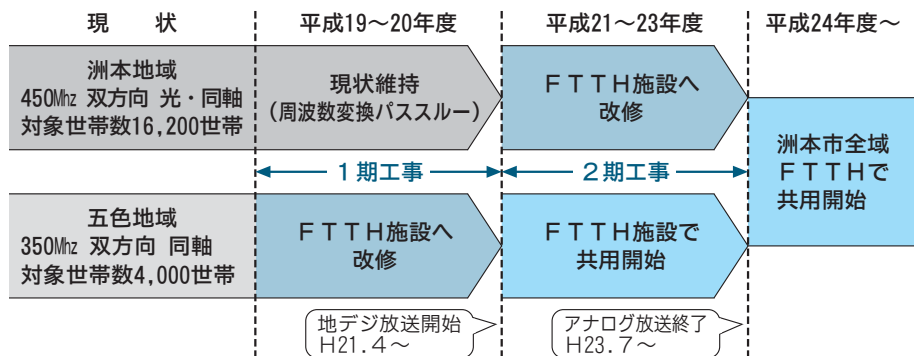 現　状
平成19～20年度
平成21～23年度
平成24年度～
洲本地域
450Mhz 双方向 光・同軸
対象世帯数16,200世帯
現状維持
(周波数変換パススルー)
ＦＴＴＨ施設へ
改修
洲本市全域
ＦＴＴＨで
共用開始
１期工事
２期工事
五色地域
350Mhz 双方向 同軸
対象世帯数4,000世帯
ＦＴＴＨ施設へ
改修
ＦＴＴＨ施設で
共用開始
地デジ放送開始
H21.4～
アナログ放送終了
H23.7～